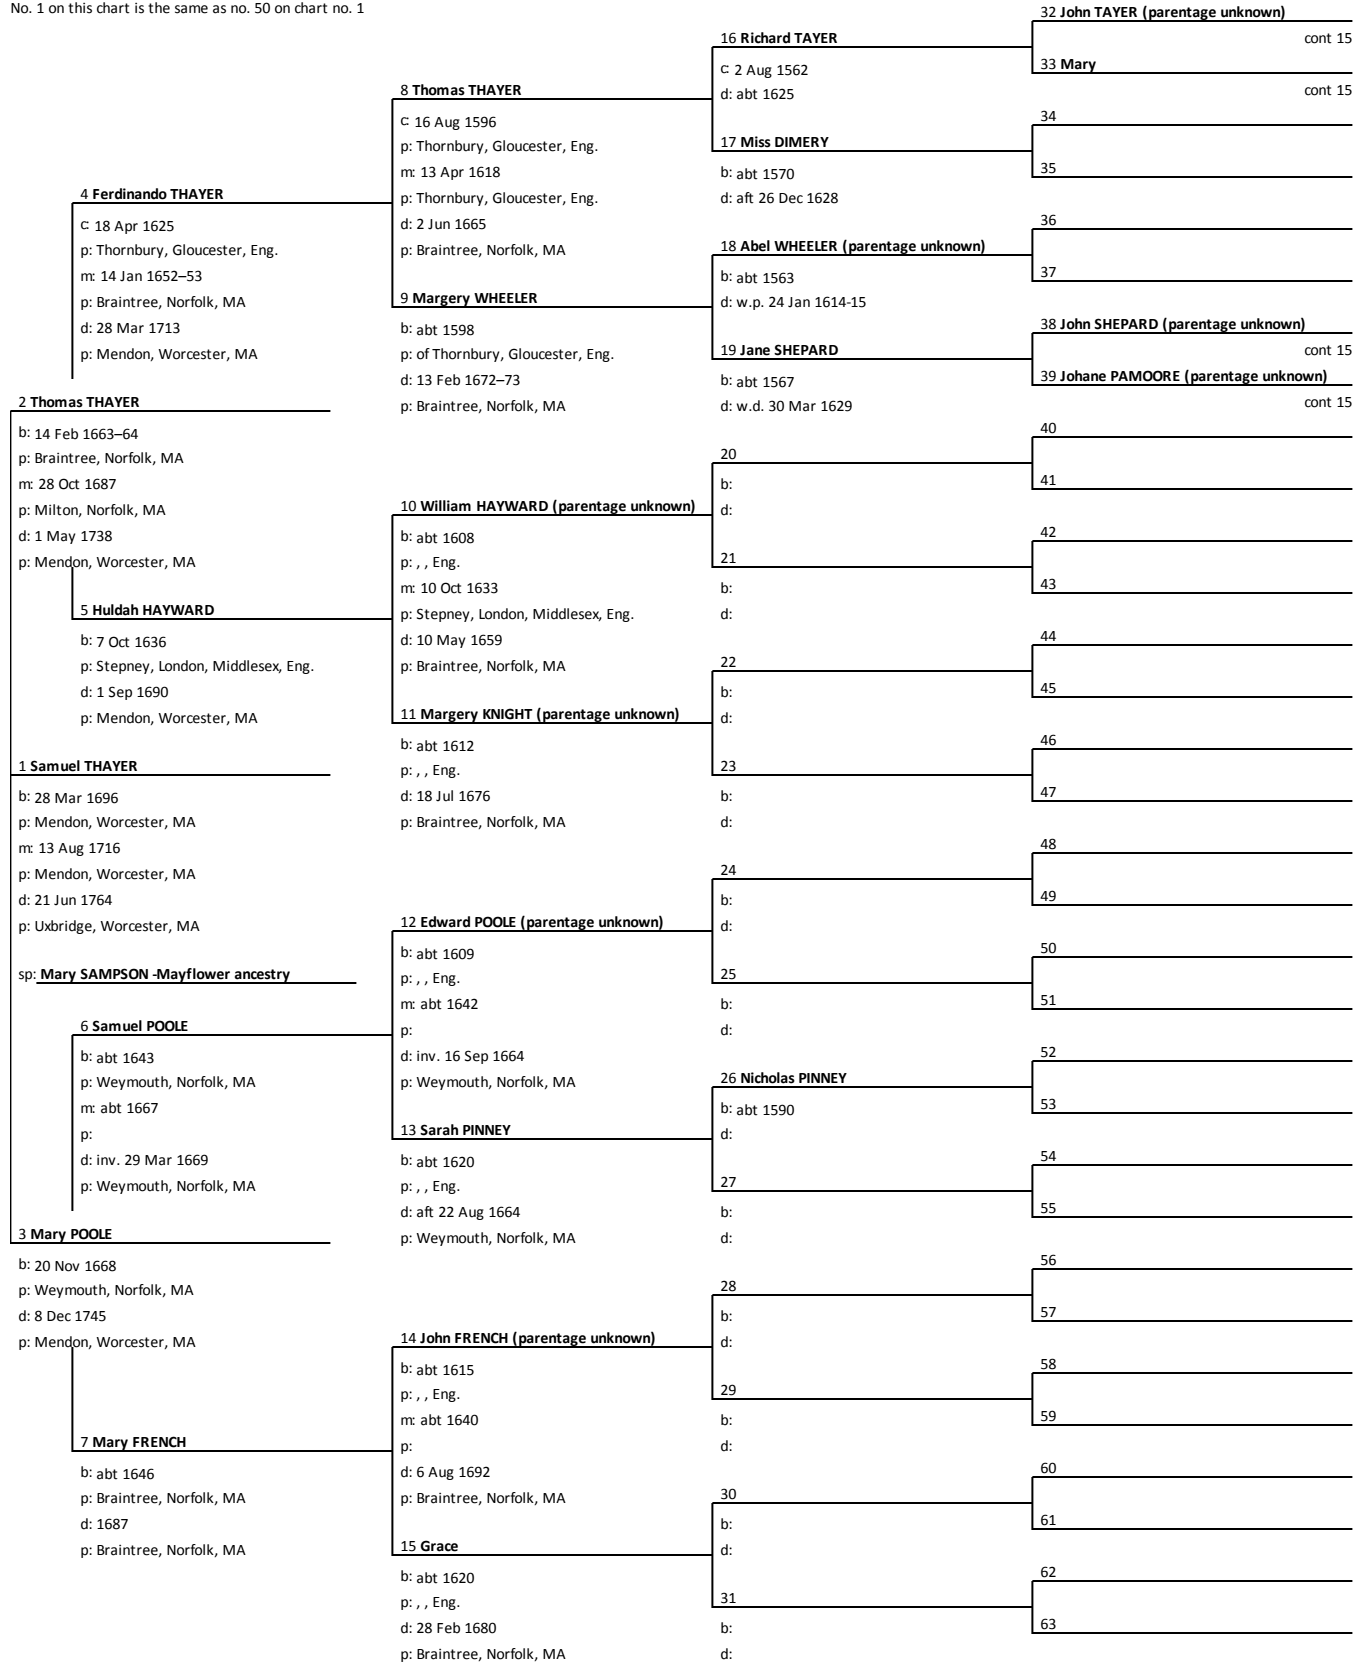 No. 1 on this chart is the same as no. 50 on chart no. 1
2 Thomas THAYER
b: 14 Feb 1663–64
p: Braintree, Norfolk, MA
m: 28 Oct 1687
p: Milton, Norfolk, MA
d: 1 May 1738
p: Mendon, Worcester, MA
1 Samuel THAYER
b: 28 Mar 1696
p: Mendon, Worcester, MA
m: 13 Aug 1716
p: Mendon, Worcester, MA
d: 21 Jun 1764
p: Uxbridge, Worcester, MA
sp: Mary SAMPSON -Mayflower ancestry
3 Mary POOLE
b: 20 Nov 1668
p: Weymouth, Norfolk, MA
d: 8 Dec 1745
p: Mendon, Worcester, MA
4 Ferdinando THAYER
c: 18 Apr 1625
p: Thornbury, Gloucester, Eng.
m: 14 Jan 1652–53
p: Braintree, Norfolk, MA
d: 28 Mar 1713
p: Mendon, Worcester, MA
5 Huldah HAYWARD
b: 7 Oct 1636
p: Stepney, London, Middlesex, Eng.
d: 1 Sep 1690
p: Mendon, Worcester, MA
6 Samuel POOLE
b: abt 1643
p: Weymouth, Norfolk, MA
m: abt 1667
p:
d: inv. 29 Mar 1669
p: Weymouth, Norfolk, MA
7 Mary FRENCH
b: abt 1646
p: Braintree, Norfolk, MA
d: 1687
p: Braintree, Norfolk, MA
8 Thomas THAYER
c: 16 Aug 1596
p: Thornbury, Gloucester, Eng.
m: 13 Apr 1618
p: Thornbury, Gloucester, Eng.
d: 2 Jun 1665
p: Braintree, Norfolk, MA
9 Margery WHEELER
b: abt 1598
p: of Thornbury, Gloucester, Eng.
d: 13 Feb 1672–73
p: Braintree, Norfolk, MA
10 William HAYWARD (parentage unknown)
b: abt 1608
p: , , Eng.
m: 10 Oct 1633
p: Stepney, London, Middlesex, Eng.
d: 10 May 1659
p: Braintree, Norfolk, MA
11 Margery KNIGHT (parentage unknown)
b: abt 1612
p: , , Eng.
d: 18 Jul 1676
p: Braintree, Norfolk, MA
12 Edward POOLE (parentage unknown)
b: abt 1609
p: , , Eng.
m: abt 1642
p:
d: inv. 16 Sep 1664
p: Weymouth, Norfolk, MA
13 Sarah PINNEY
b: abt 1620
p: , , Eng.
d: aft 22 Aug 1664
p: Weymouth, Norfolk, MA
14 John FRENCH (parentage unknown)
b: abt 1615
p: , , Eng.
m: abt 1640
p:
d: 6 Aug 1692
p: Braintree, Norfolk, MA
15 Grace
b: abt 1620
p: , , Eng.
d: 28 Feb 1680
p: Braintree, Norfolk, MA
16 Richard TAYER
c: 2 Aug 1562
d: abt 1625
17 Miss DIMERY
b: abt 1570
d: aft 26 Dec 1628
18 Abel WHEELER (parentage unknown)
b: abt 1563
d: w.p. 24 Jan 1614-15
19 Jane SHEPARD
b: abt 1567
d: w.d. 30 Mar 1629
20
b:
d:
21
b:
d:
22
b:
d:
23
b:
d:
24
b:
d:
25
b:
d:
26 Nicholas PINNEY
b: abt 1590
d:
27
b:
d:
28
b:
d:
29
b:
d:
30
b:
d:
31
b:
d:
32 John TAYER (parentage unknown)
cont 15
33 Mary
cont 15
34
35
36
37
38 John SHEPARD (parentage unknown)
cont 15
39 Johane PAMOORE (parentage unknown)
cont 15
40
41
42
43
44
45
46
47
48
49
50
51
52
53
54
55
56
57
58
59
60
61
62
63